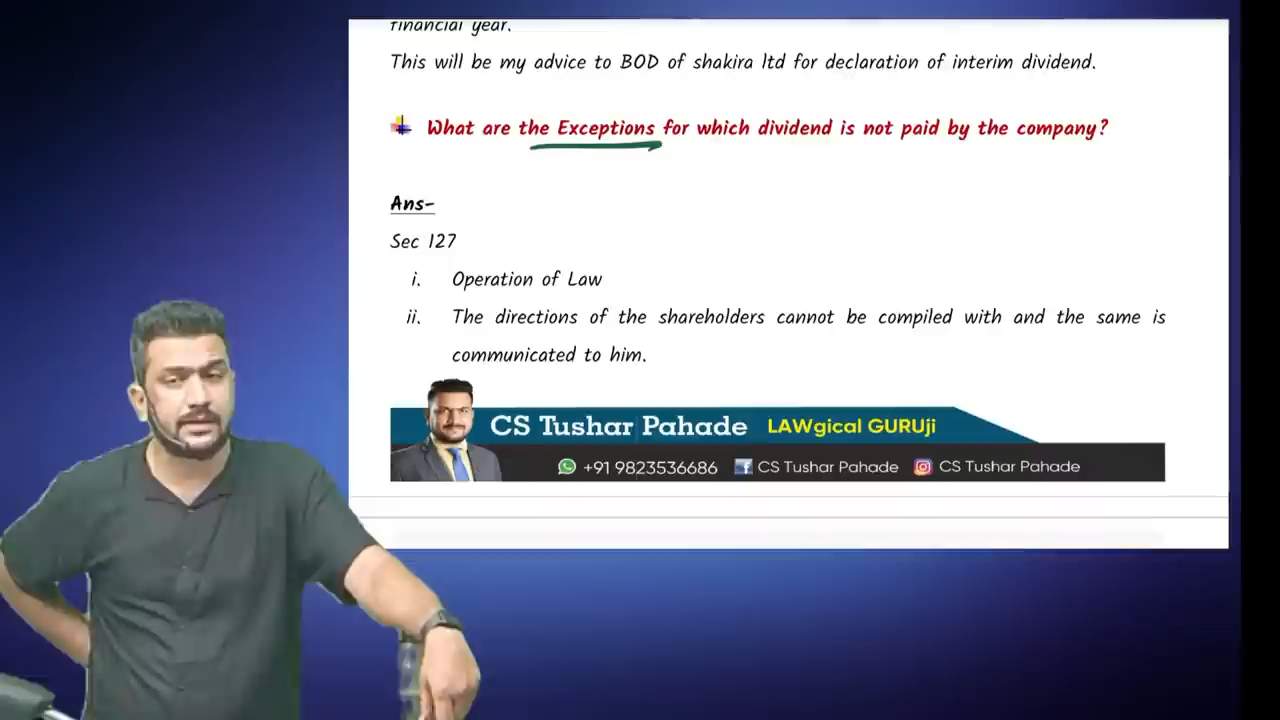 financial year.
This will be my advice to BOD of shakira ltd for declaration of interim dividend.
What are the Exceptions for which dividend is not paid by the company?
Ans-
Sec 127
i. Operation of Law
ii. The directions of the shareholders cannot be compiled with and the same is
communicated to him.
CS Tushar Pahade LAWgical GURUji
+91 9823536686 CS Tushar Pahade CS Tushar Pahade